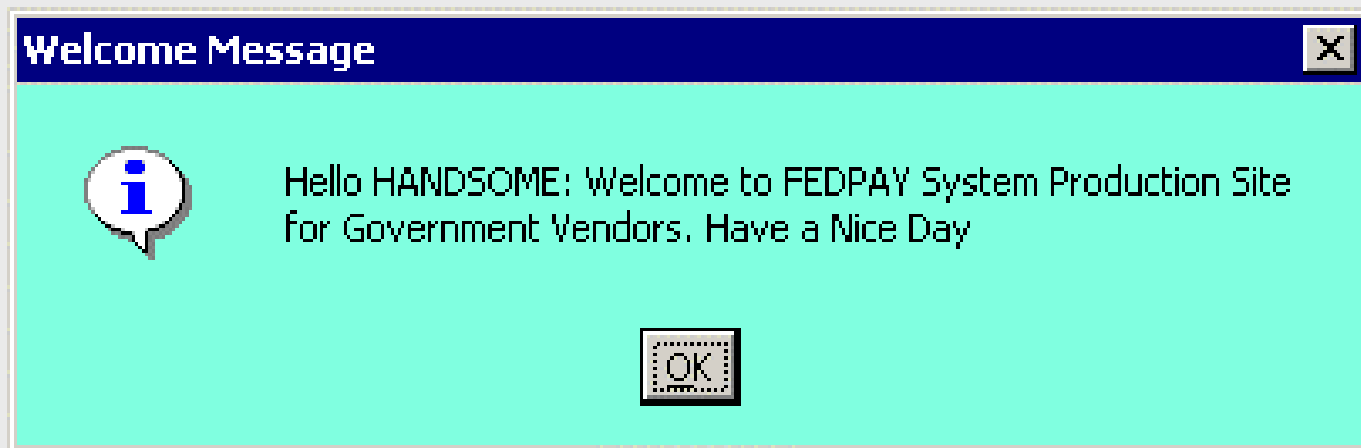 Welcome Message
Hello HANDSOME: Welcome to FEDPAY System Production Site
for Government Vendors. Have a Nice Day
OK